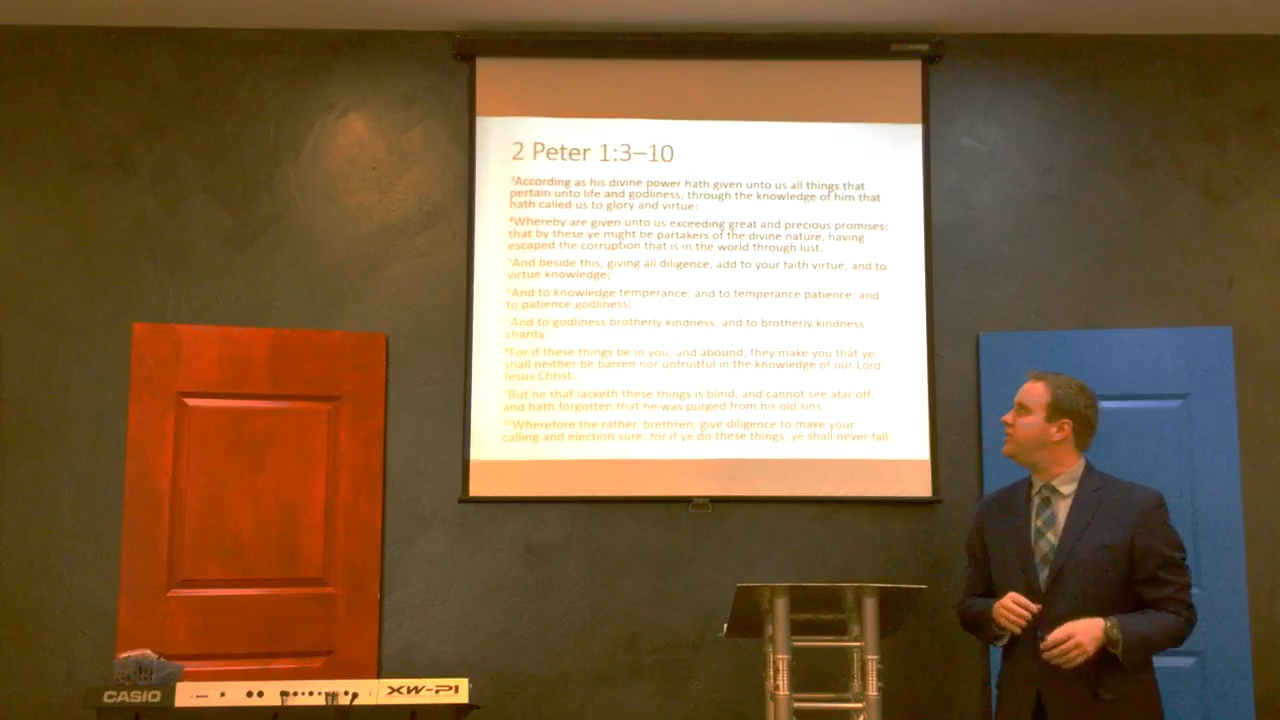 2 Peter 1:3–10
3According as his divine power hath given unto us all things that
pertain unto life and godliness, through the knowledge of him that
hath called us to glory and virtue:
4Whereby are given unto us exceeding great and precious promises:
that by these ye might be partakers of the divine nature, having
escaped the corruption that is in the world through lust.
5And beside this, giving all diligence, add to your faith virtue; and to
virtue knowledge;
6And to knowledge temperance; and to temperance patience; and
to patience godliness;
And to godliness brotherly kindness; and to brotherly kindness
charity.
8For if these things be in you, and abound, they make you that ye
shall neither be barren nor unfruitful in the knowledge of our Lord
Jesus Christ.
9But he that lacketh these things is blind, and cannot see afar off,
and hath forgotten that he was purged from his old sins.
10Wherefore the rather, brethren, give diligence to make your
calling and election sure: for if ye do these things, ye shall never fall:
CASIO
XW-P1